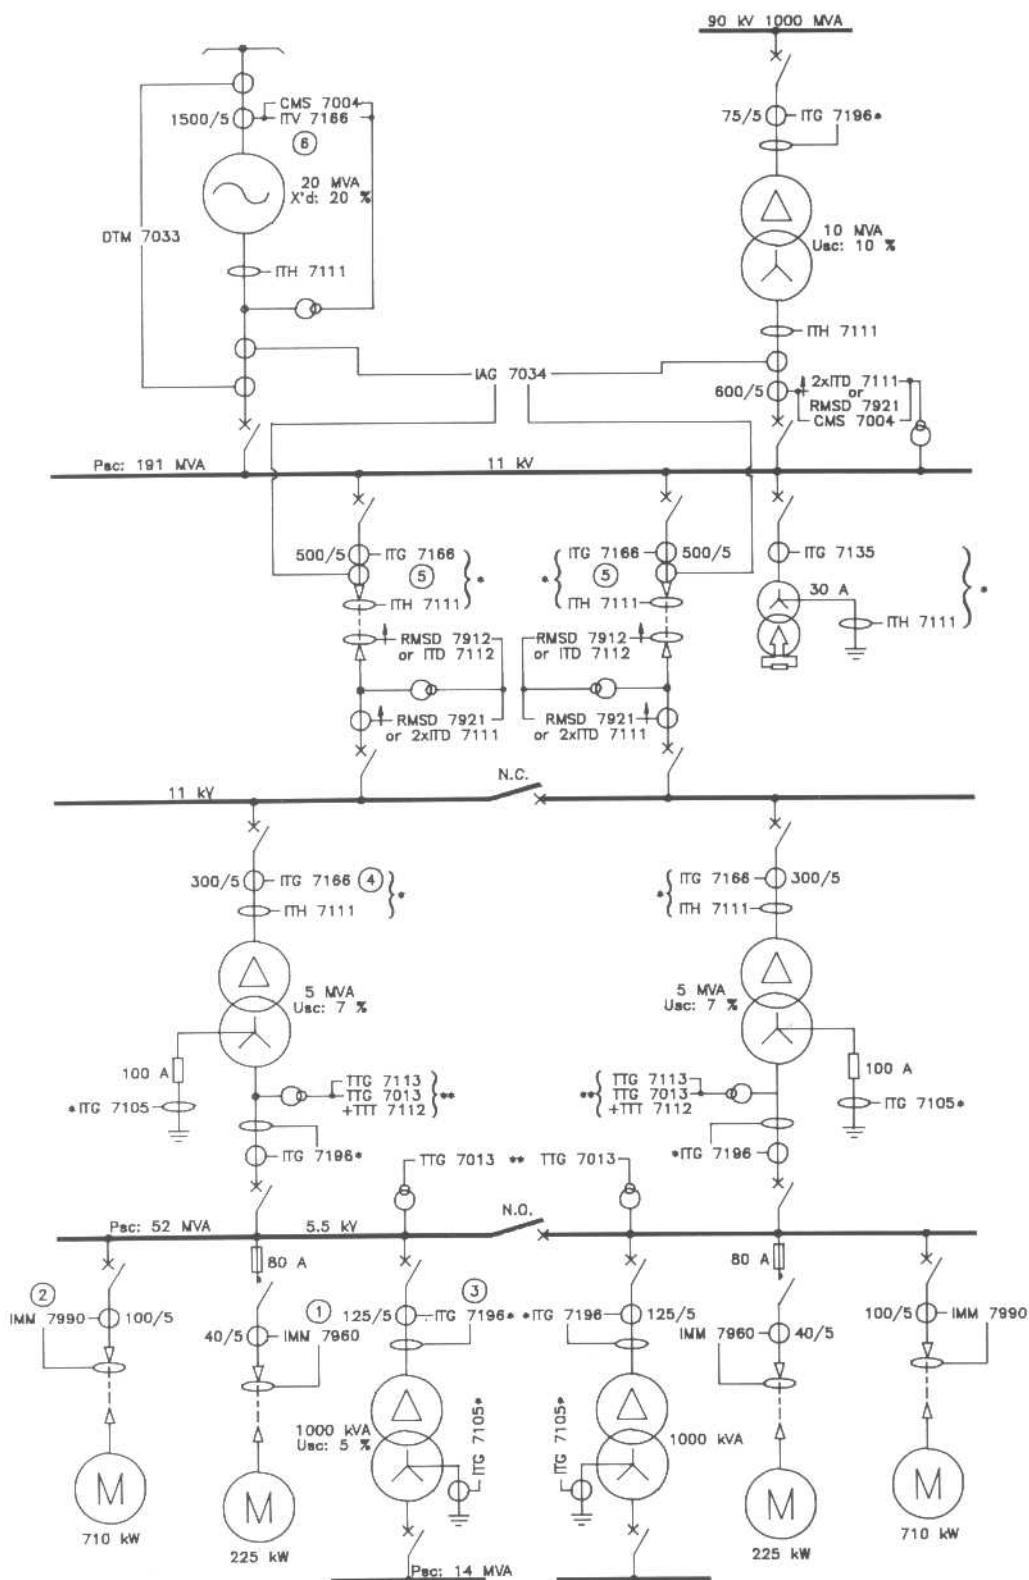 90 kV 1000 MVA
CMS 7004
1500/5 ITV 7166
6
75/5 ITG 7196*
20 MVA
X'd: 20 %
DTM 7033
10 MVA
Usc: 10 %
ITH 7111
ITH 7111
IAG 7034
600/5 2xITD 7111
or
RMSD 7921
CMS 7004
Psc: 191 MVA 11 kV
500/5 ITG 7166
5 *
ITH 7111
ITG 7166 500/5
* 5
ITH 7111
ITG 7135
30 A *
ITH 7111
RMSD 7912
or ITD 7112
RMSD 7912
or ITD 7112
RMSD 7921
or 2xITD 7111
RMSD 7921
or 2xITD 7111
N.C.
11 kV
300/5 ITG 7166 4 *
ITH 7111
* ITG 7166 300/5
ITH 7111
5 MVA
Usc: 7 %
5 MVA
Usc: 7 %
100 A
*ITG 7105
TTG 7113
TTG 7013 **
+TTT 7112
TTG 7113
** TTG 7013
+TTT 7112
100 A
ITG 7105*
ITG 7196*
*ITG 7196
TTG 7013 ** TTG 7013
N.O.
Psc: 52 MVA 5.5 kV
80 A
80 A
2
IMM 7990 100/5
1
40/5 IMM 7960
3
125/5 ITG 7196* *ITG 7196 125/5
IMM 7960 40/5
100/5 IMM 7990
1000 kVA
Usc: 5 %
ITG 7105*
ITG 7105*
1000 kVA
M
710 kW
M
225 kW
M
225 kW
M
710 kW
Psc: 14 MVA